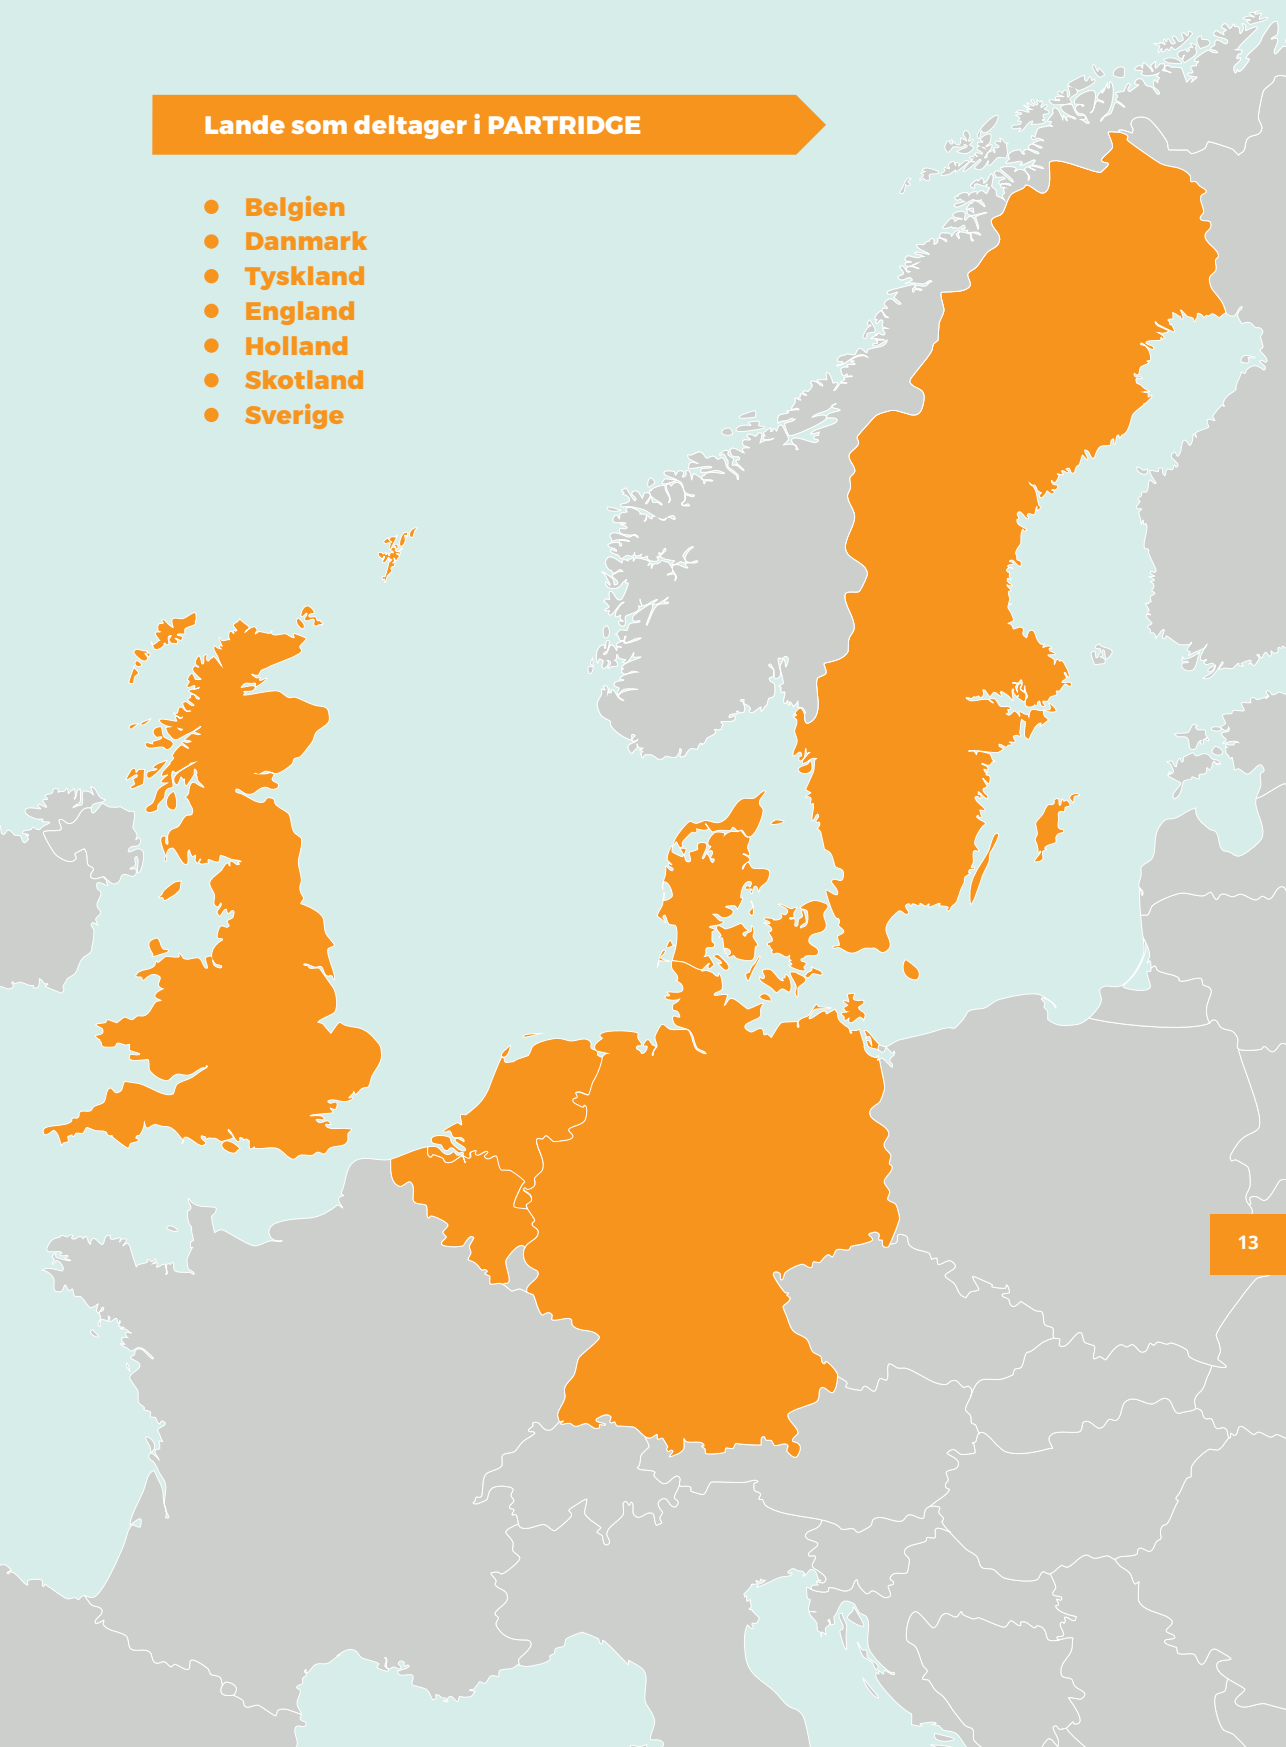 Lande som deltager i PARTRIDGE
Belgien
Danmark
Tyskland
England
Holland
Skotland
Sverige
13